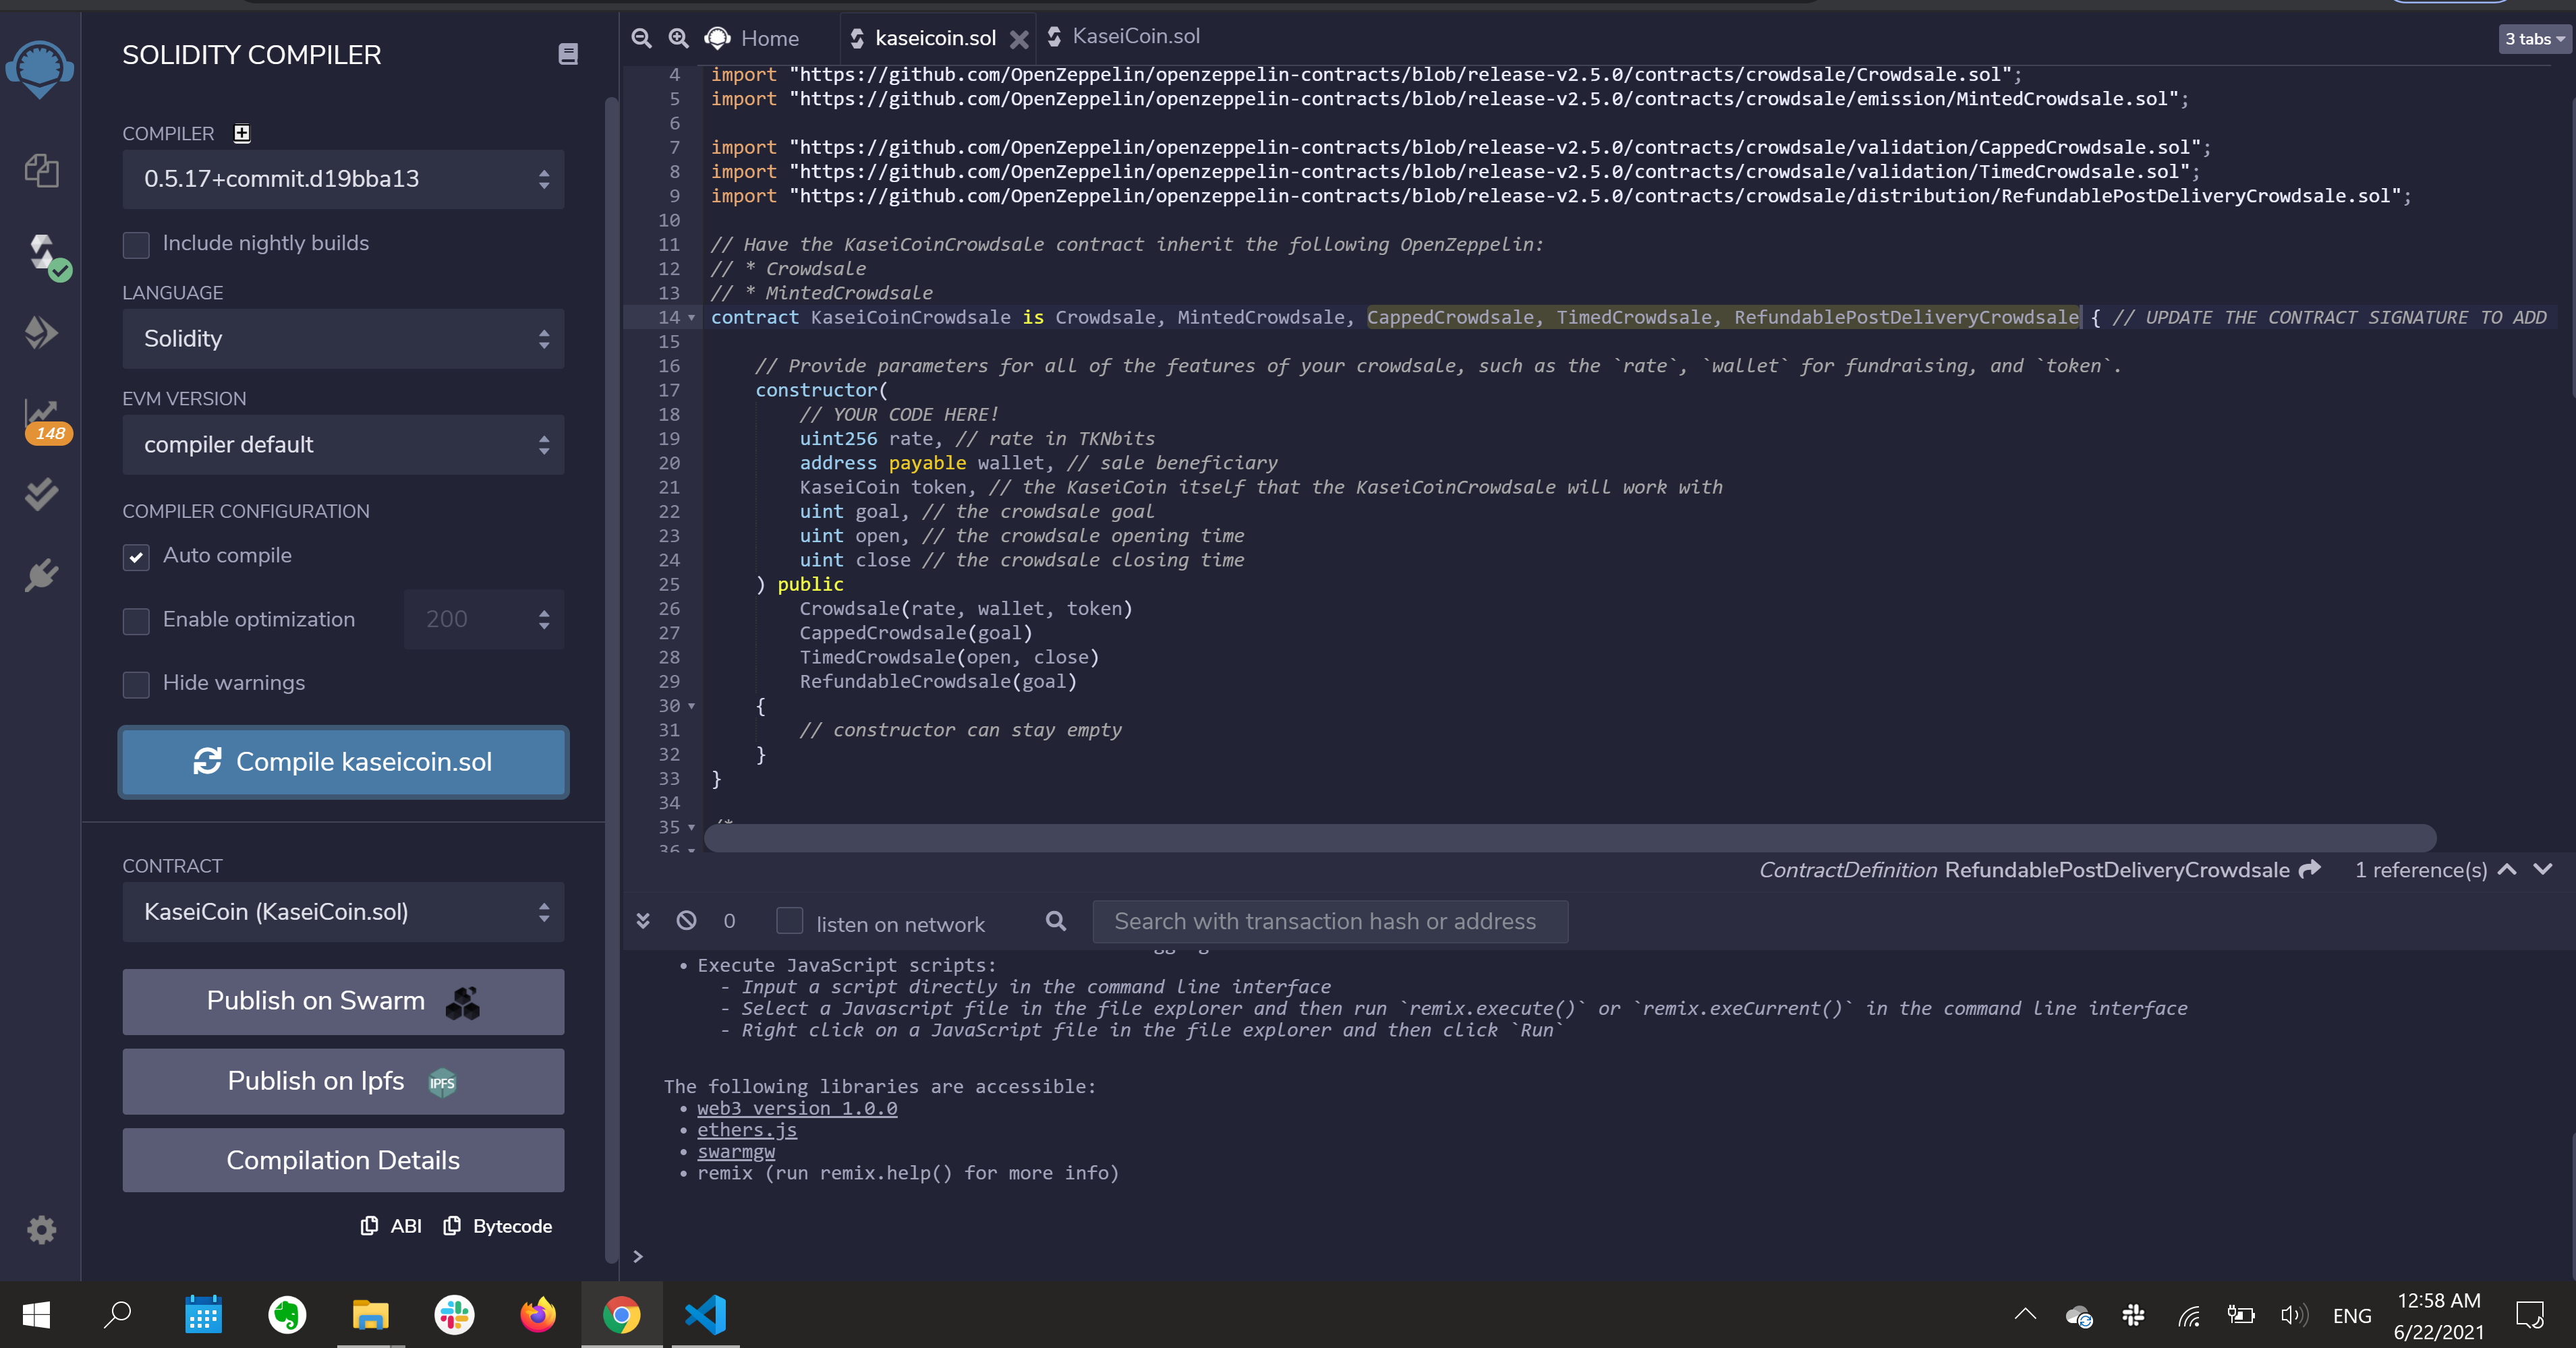 SOLIDITY COMPILER
COMPILER
0.5.17+commit.d19bba13
Include nightly builds
LANGUAGE
Solidity
EVM VERSION
compiler default
148
COMPILER CONFIGURATION
Auto compile
Enable optimization
200
Hide warnings
Compile kaseicoin.sol
CONTRACT
KaseiCoin (KaseiCoin.sol)
Publish on Swarm
Publish on Ipfs
IPFS
Compilation Details
ABI
Bytecode
Home
kaseicoin.sol
KaseiCoin.sol
3 tabs
4 import "https://github.com/OpenZeppelin/openzeppelin-contracts/blob/release-v2.5.0/contracts/crowdsale/Crowdsale.sol";
5 import "https://github.com/OpenZeppelin/openzeppelin-contracts/blob/release-v2.5.0/contracts/crowdsale/emission/MintedCrowdsale.sol";
6
7 import "https://github.com/OpenZeppelin/openzeppelin-contracts/blob/release-v2.5.0/contracts/crowdsale/validation/CappedCrowdsale.sol";
8 import "https://github.com/OpenZeppelin/openzeppelin-contracts/blob/release-v2.5.0/contracts/crowdsale/validation/TimedCrowdsale.sol";
9 import "https://github.com/OpenZeppelin/openzeppelin-contracts/blob/release-v2.5.0/contracts/crowdsale/distribution/RefundablePostDeliveryCrowdsale.sol";
10
11 // Have the KaseiCoinCrowdsale contract inherit the following OpenZeppelin:
12 // * Crowdsale
13 // * MintedCrowdsale
14 contract KaseiCoinCrowdsale is Crowdsale, MintedCrowdsale, CappedCrowdsale, TimedCrowdsale, RefundablePostDeliveryCrowdsale { // UPDATE THE CONTRACT SIGNATURE TO ADD
15
16 // Provide parameters for all of the features of your crowdsale, such as the `rate`, `wallet` for fundraising, and `token`.
17 constructor(
18 // YOUR CODE HERE!
19 uint256 rate, // rate in TKNbits
20 address payable wallet, // sale beneficiary
21 KaseiCoin token, // the KaseiCoin itself that the KaseiCoinCrowdsale will work with
22 uint goal, // the crowdsale goal
23 uint open, // the crowdsale opening time
24 uint close // the crowdsale closing time
25 ) public
26 Crowdsale(rate, wallet, token)
27 CappedCrowdsale(goal)
28 TimedCrowdsale(open, close)
29 RefundableCrowdsale(goal)
30 {
31 // constructor can stay empty
32 }
33 }
34
35 /*
36
ContractDefinition RefundablePostDeliveryCrowdsale 1 reference(s)
0 listen on network Search with transaction hash or address
• Execute JavaScript scripts:
- Input a script directly in the command line interface
- Select a Javascript file in the file explorer and then run `remix.execute()` or `remix.exeCurrent()` in the command line interface
- Right click on a JavaScript file in the file explorer and then click `Run`
The following libraries are accessible:
• web3 version 1.0.0
• ethers.js
• swarmgw
• remix (run remix.help() for more info)
>
ENG
12:58 AM
6/22/2021